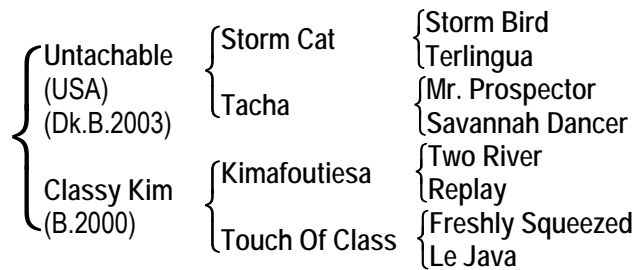 Untachable
(USA)
(Dk.B.2003)
Classy Kim
(B.2000)
Storm Cat
Tacha
Kimafoutiesa
Touch Of Class
Storm Bird
Terlingua
Mr. Prospector
Savannah Dancer
Two River
Replay
Freshly Squeezed
Le Java